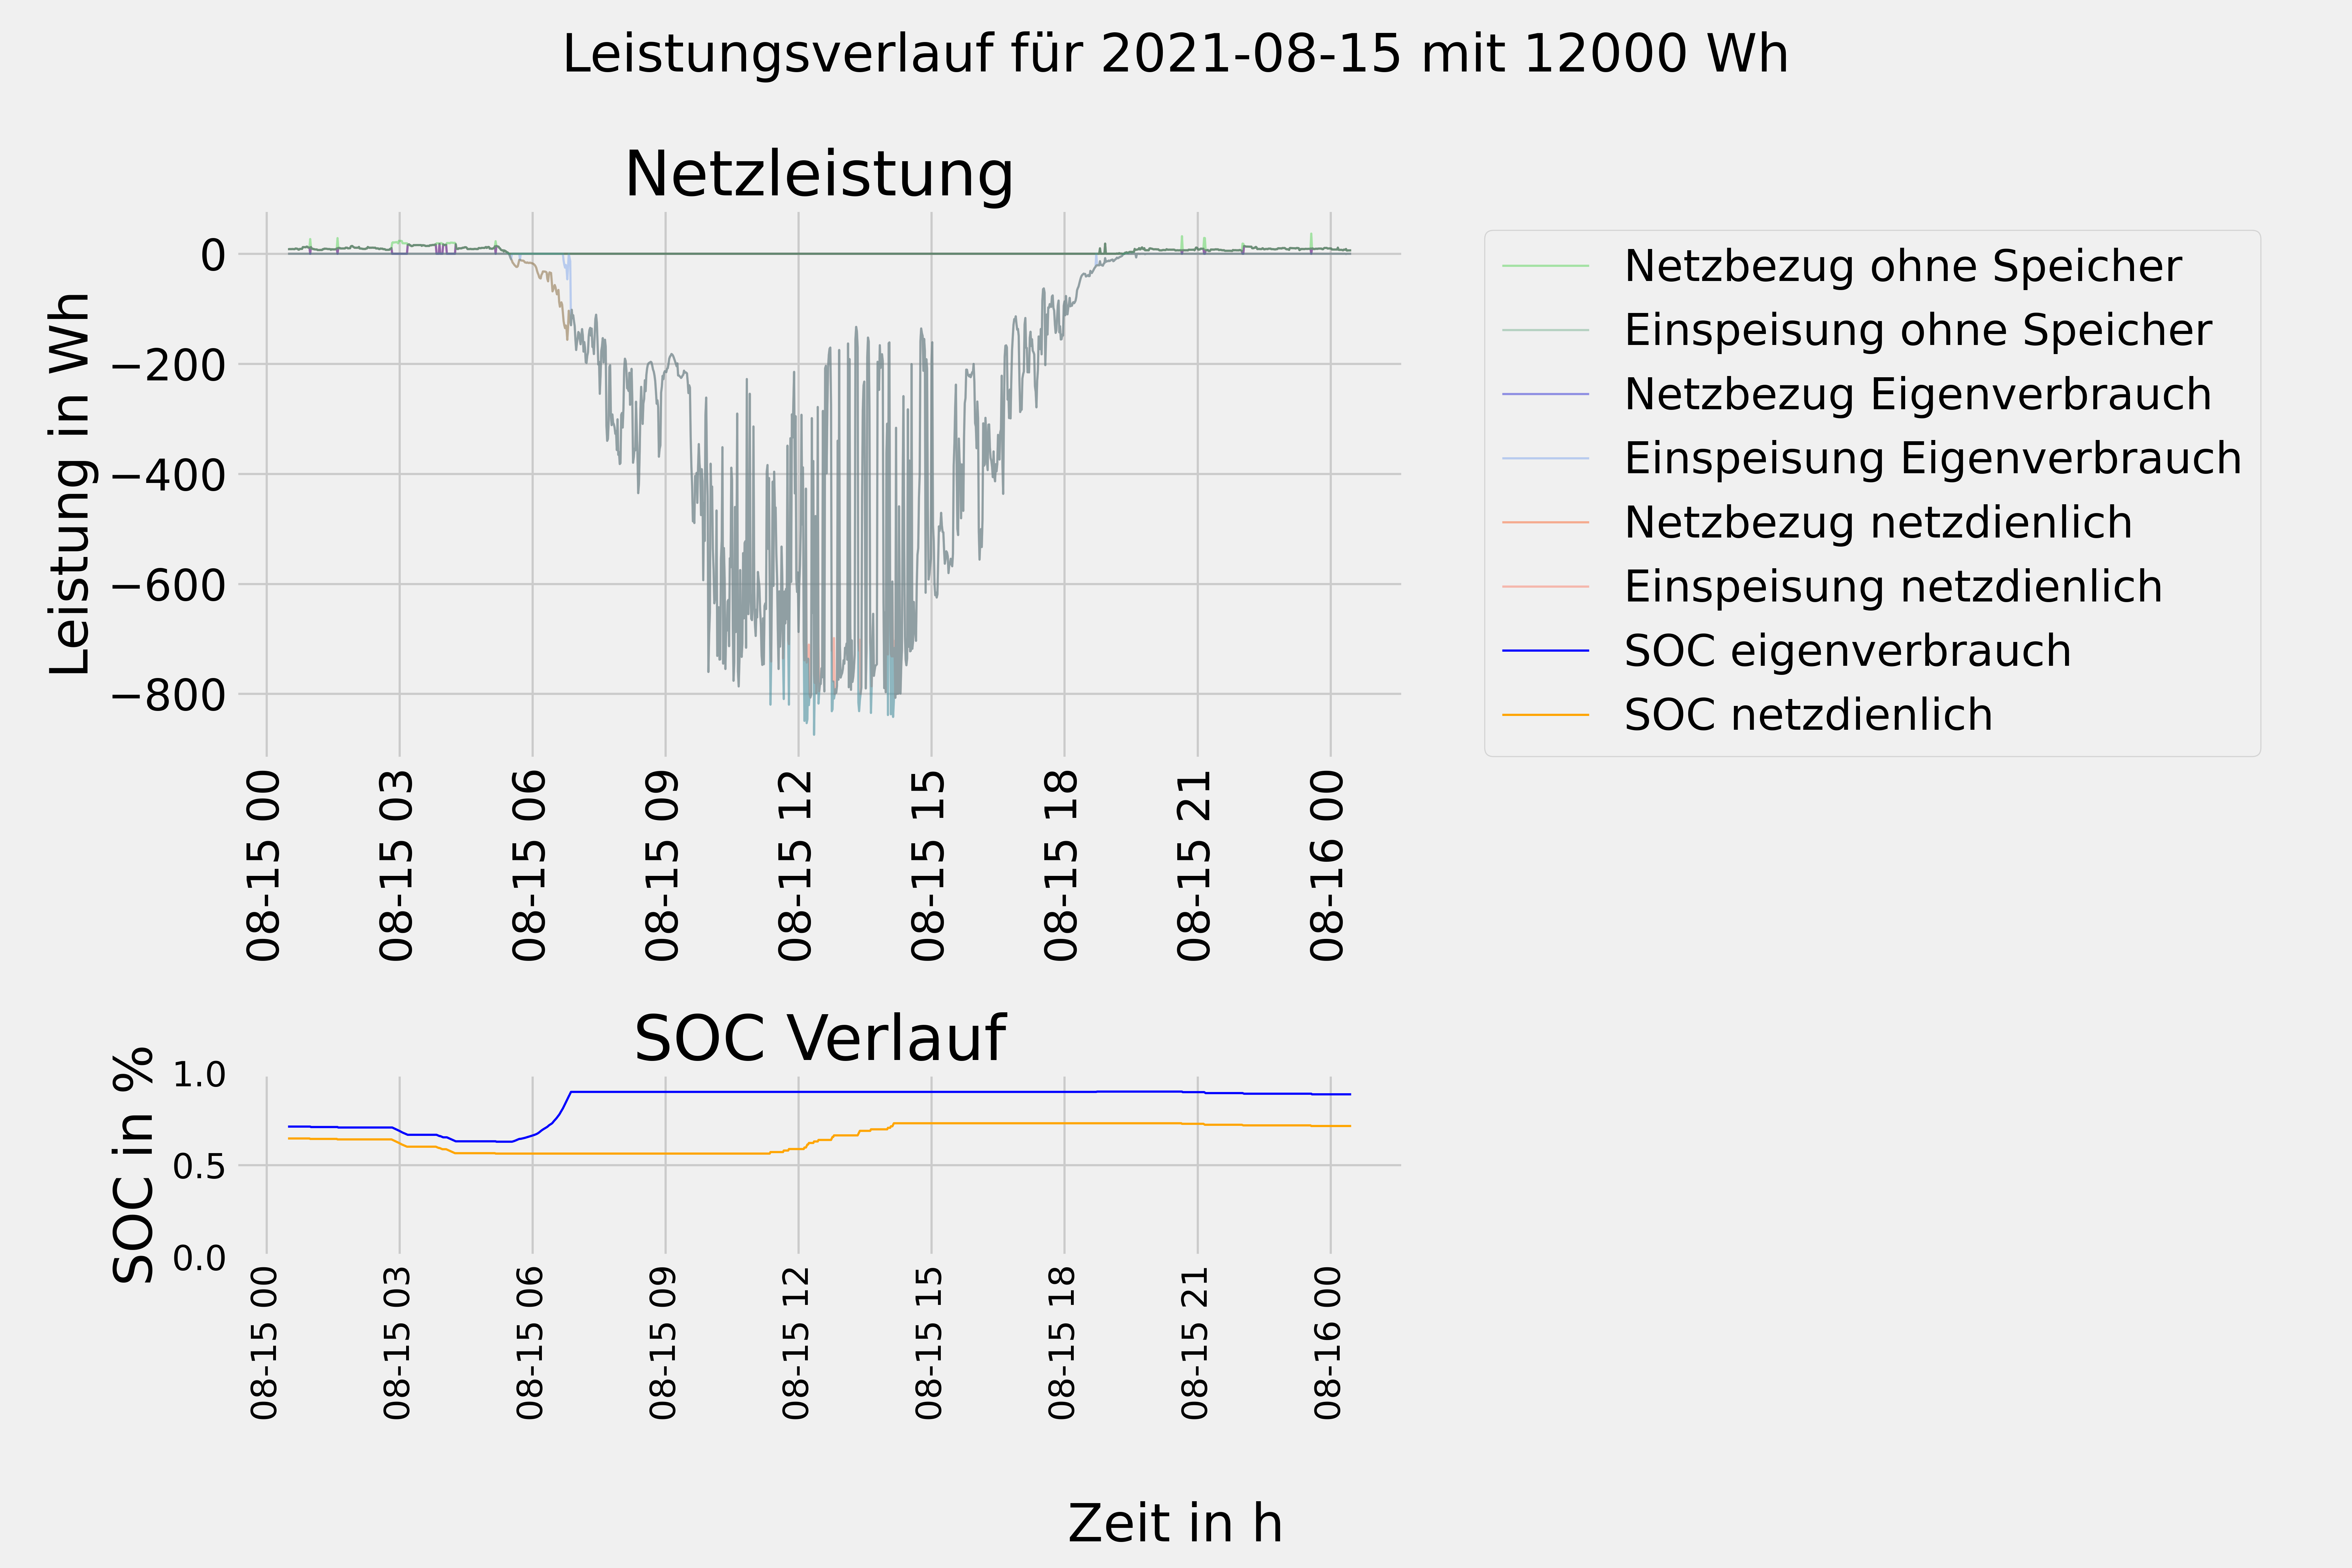 Leistungsverlauf für 2021-08-15 mit 12000 Wh
Netzleistung
Leistung in Wh
0
−200
−400
−600
−800
08-15 00
08-15 03
08-15 06
08-15 09
08-15 12
08-15 15
08-15 18
08-15 21
08-16 00
Netzbezug ohne Speicher
Einspeisung ohne Speicher
Netzbezug Eigenverbrauch
Einspeisung Eigenverbrauch
Netzbezug netzdienlich
Einspeisung netzdienlich
SOC eigenverbrauch
SOC netzdienlich
SOC Verlauf
SOC in %
1.0
0.5
0.0
08-15 00
08-15 03
08-15 06
08-15 09
08-15 12
08-15 15
08-15 18
08-15 21
08-16 00
Zeit in h